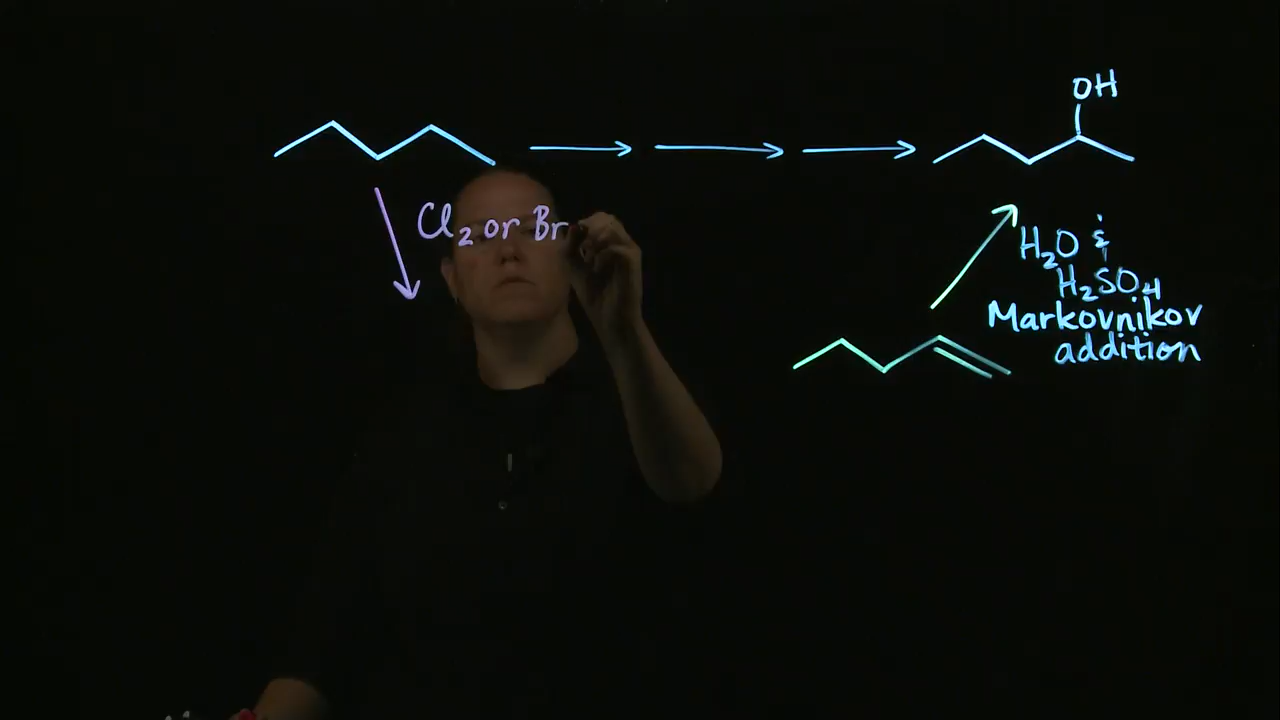 OH
Cl2 or Br
H2O &
H2SO4
Markovnikov
addition